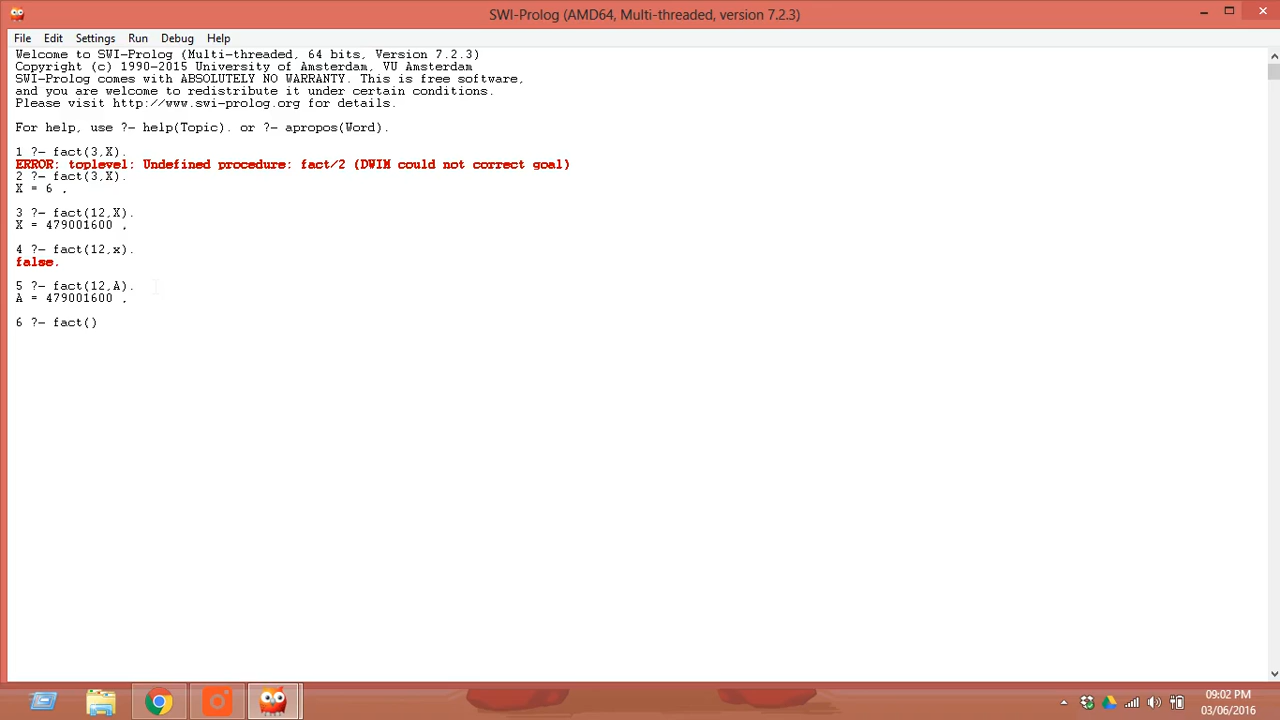 SWI-Prolog (AMD64, Multi-threaded, version 7.2.3)
File Edit Settings Run Debug Help
Welcome to SWI-Prolog (Multi-threaded, 64 bits, Version 7.2.3)
Copyright (c) 1990-2015 University of Amsterdam, VU Amsterdam
SWI-Prolog comes with ABSOLUTELY NO WARRANTY. This is free software,
and you are welcome to redistribute it under certain conditions.
Please visit http://www.swi-prolog.org for details.
For help, use ?- help(Topic). or ?- apropos(Word).
1 ?- fact(3,X).
ERROR: toplevel: Undefined procedure: fact/2 (DWIM could not correct goal)
2 ?- fact(3,X).
X = 6 .
3 ?- fact(12,X).
X = 479001600 .
4 ?- fact(12,x).
false.
5 ?- fact(12,A).
A = 479001600 .
6 ?- fact()
09:02 PM
03/06/2016